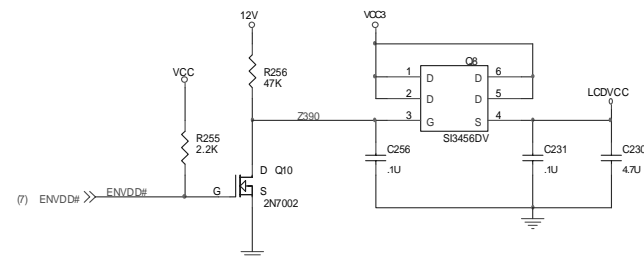 12V
VCC3
Q8
R256
47K
1 D D 6
2 D D 5
3 G S 4
SI3456DV
LCDVCC
VCC
Z390
R255
2.2K
C256
.1U
C231
.1U
C230
4.7U
D Q10
G S
2N7002
(7) ENVDD# ENVDD#